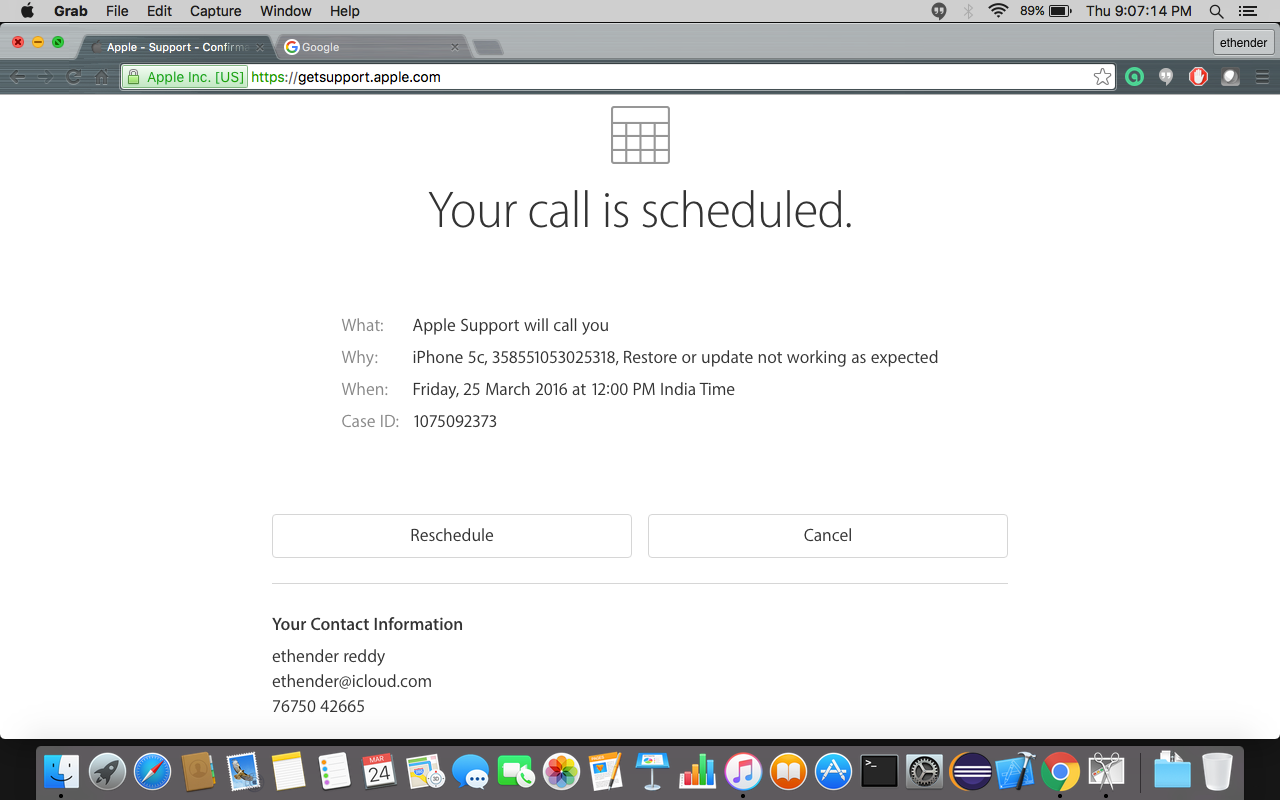 Grab File Edit Capture Window Help 89% Thu 9:07:14 PM
Apple - Support - Confirma Google ethender
Apple Inc. [US] https://getsupport.apple.com
Your call is scheduled.
What: Apple Support will call you
Why: iPhone 5c, 358551053025318, Restore or update not working as expected
When: Friday, 25 March 2016 at 12:00 PM India Time
Case ID: 1075092373
Reschedule Cancel
Your Contact Information
ethender reddy
ethender@icloud.com
76750 42665
MAR
24